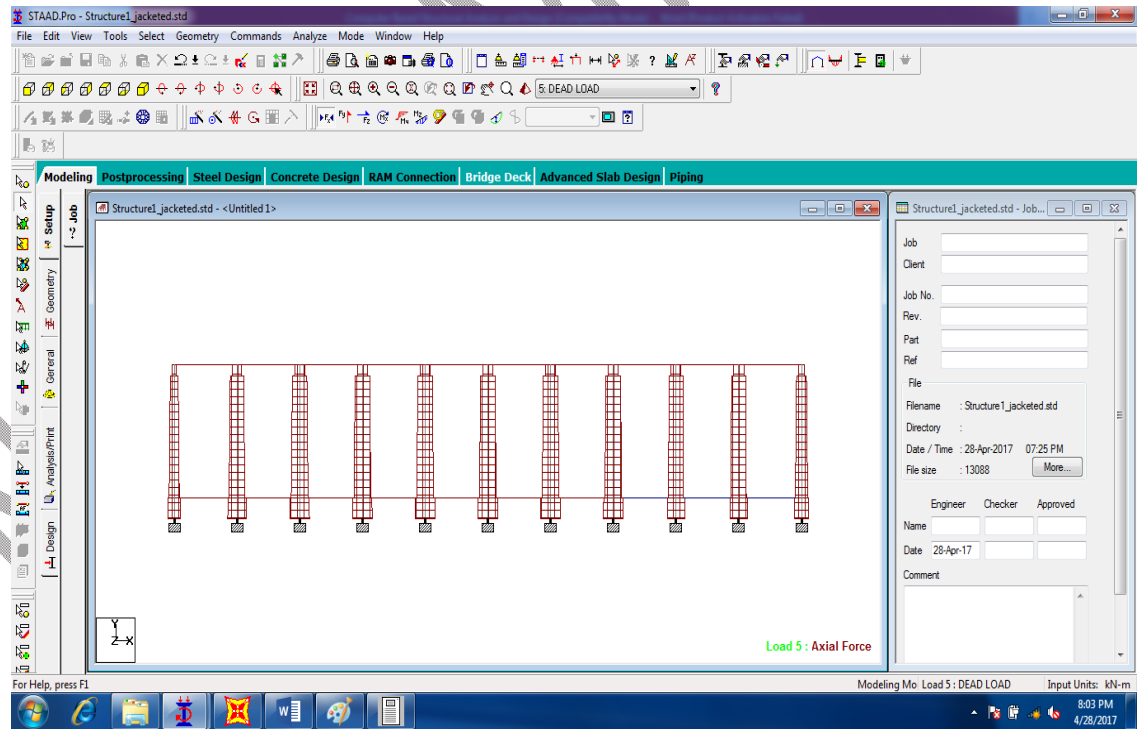 STAAD.Pro - Structure1_jacketed.std
File Edit View Tools Select Geometry Commands Analyze Mode Window Help
5: DEAD LOAD
Modeling Postprocessing Steel Design Concrete Design RAM Connection Bridge Deck Advanced Slab Design Piping
Setup
Geometry
General
Analysis/Print
Design
Job
Structure1_jacketed.std - <Untitled1>
Load 5 : Axial Force
Y
Z X
Structure1_jacketed.std - Job...
Job
Client
Job No.
Rev.
Part
Ref
File
Filename : Structure1_jacketed.std
Directory :
Date / Time : 28-Apr-2017 07:25 PM
File size : 13088 More...
Engineer Checker Approved
Name
Date 28-Apr-17
Comment
For Help, press F1
Modeling Mo Load 5 : DEAD LOAD Input Units: kN-m
8:03 PM
4/28/2017